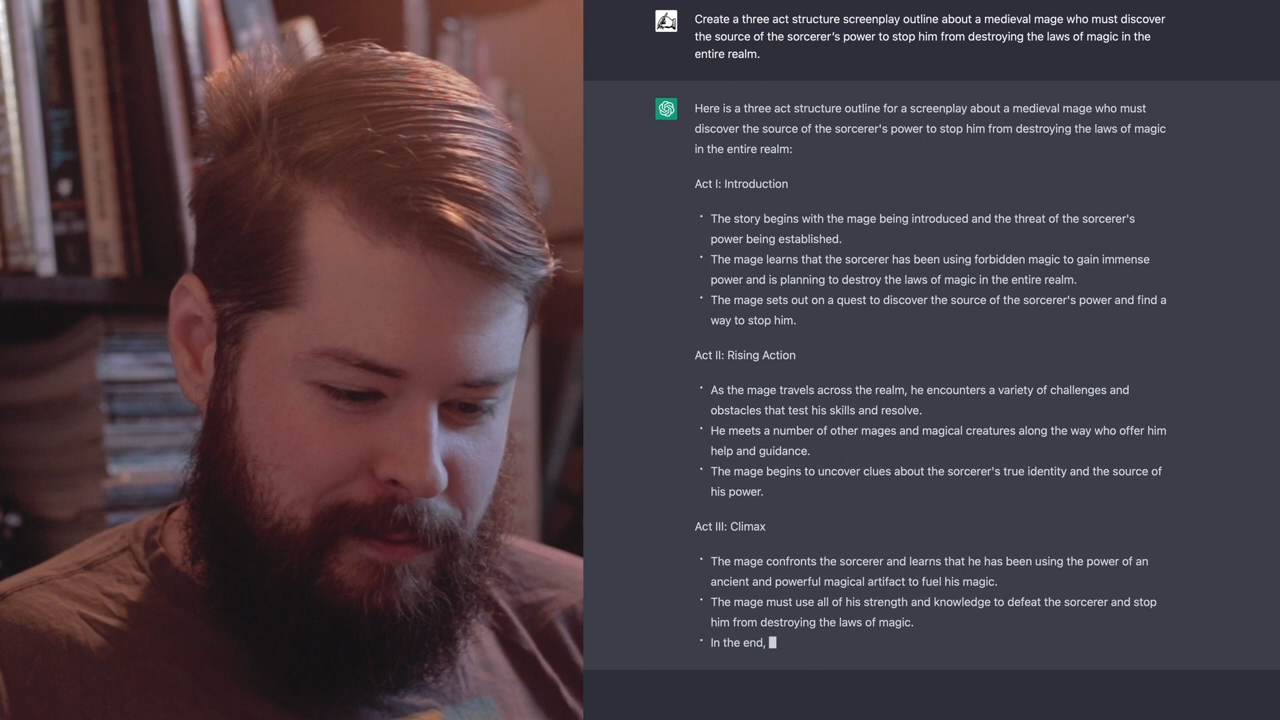 Create a three act structure screenplay outline about a medieval mage who must discover
the source of the sorcerer's power to stop him from destroying the laws of magic in the
entire realm.
Here is a three act structure outline for a screenplay about a medieval mage who must
discover the source of the sorcerer's power to stop him from destroying the laws of magic
in the entire realm:
Act I: Introduction
• The story begins with the mage being introduced and the threat of the sorcerer's
power being established.
• The mage learns that the sorcerer has been using forbidden magic to gain immense
power and is planning to destroy the laws of magic in the entire realm.
• The mage sets out on a quest to discover the source of the sorcerer's power and find a
way to stop him.
Act II: Rising Action
• As the mage travels across the realm, he encounters a variety of challenges and
obstacles that test his skills and resolve.
• He meets a number of other mages and magical creatures along the way who offer him
help and guidance.
• The mage begins to uncover clues about the sorcerer's true identity and the source of
his power.
Act III: Climax
• The mage confronts the sorcerer and learns that he has been using the power of an
ancient and powerful magical artifact to fuel his magic.
• The mage must use all of his strength and knowledge to defeat the sorcerer and stop
him from destroying the laws of magic.
• In the end,